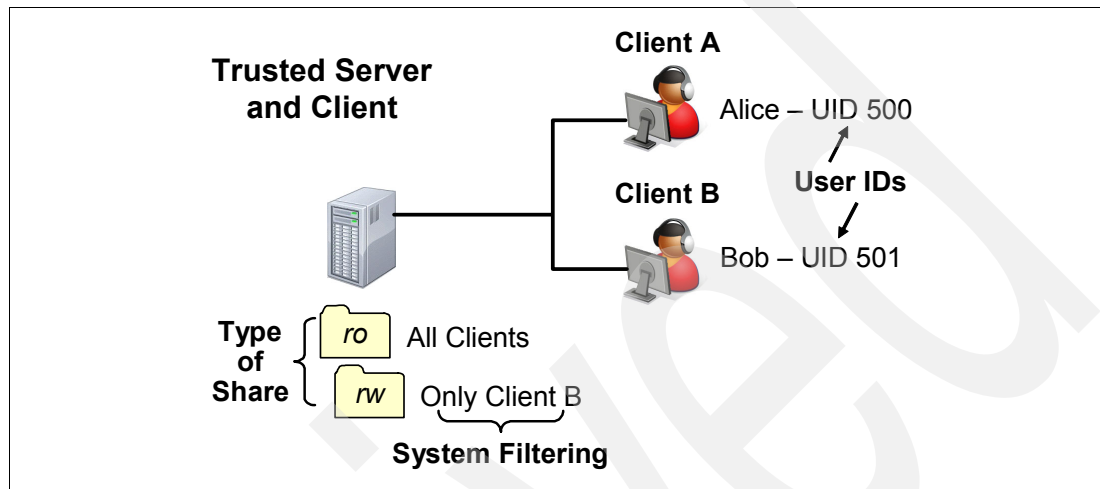 Trusted Server
and Client
Client A
Alice – UID 500
User IDs
Client B
Bob – UID 501
Type
of
Share
ro
All Clients
rw
Only Client B
System Filtering